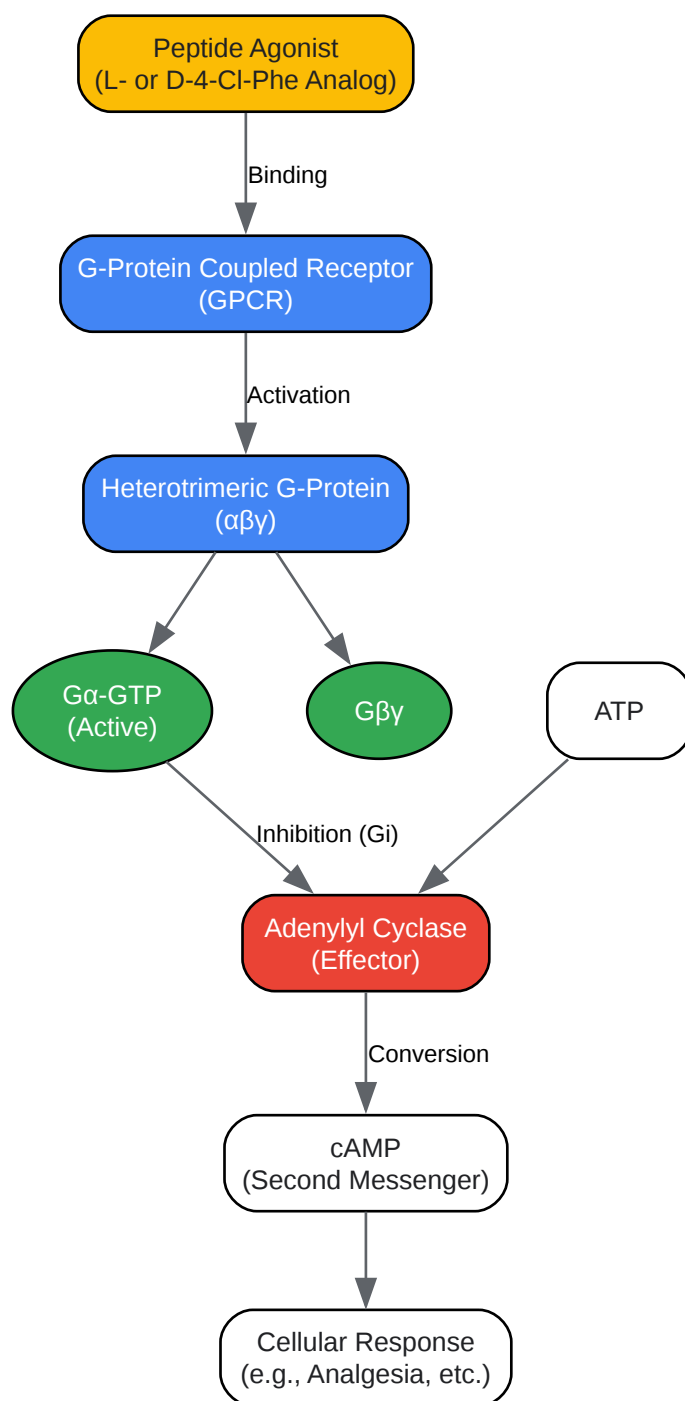 Peptide Agonist
(L- or D-4-Cl-Phe Analog)
Binding
G-Protein Coupled Receptor
(GPCR)
Activation
Heterotrimeric G-Protein
(αβγ)
Gα-GTP
(Active)
Gβγ
ATP
Inhibition (Gi)
Adenylyl Cyclase
(Effector)
Conversion
cAMP
(Second Messenger)
Cellular Response
(e.g., Analgesia, etc.)